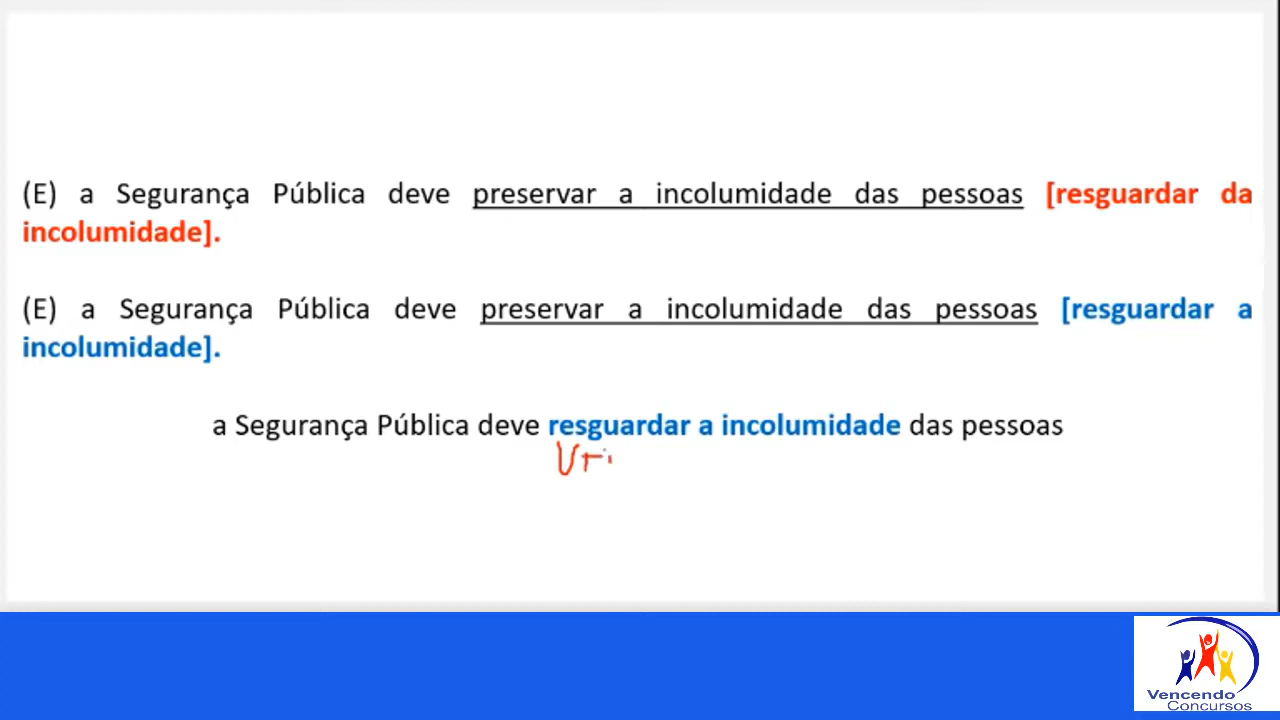 (E) a Segurança Pública deve preservar a incolumidade das pessoas [resguardar da
incolumidade].
(E) a Segurança Pública deve preservar a incolumidade das pessoas [resguardar a
incolumidade].
a Segurança Pública deve resguardar a incolumidade das pessoas
Vencendo
Concursos